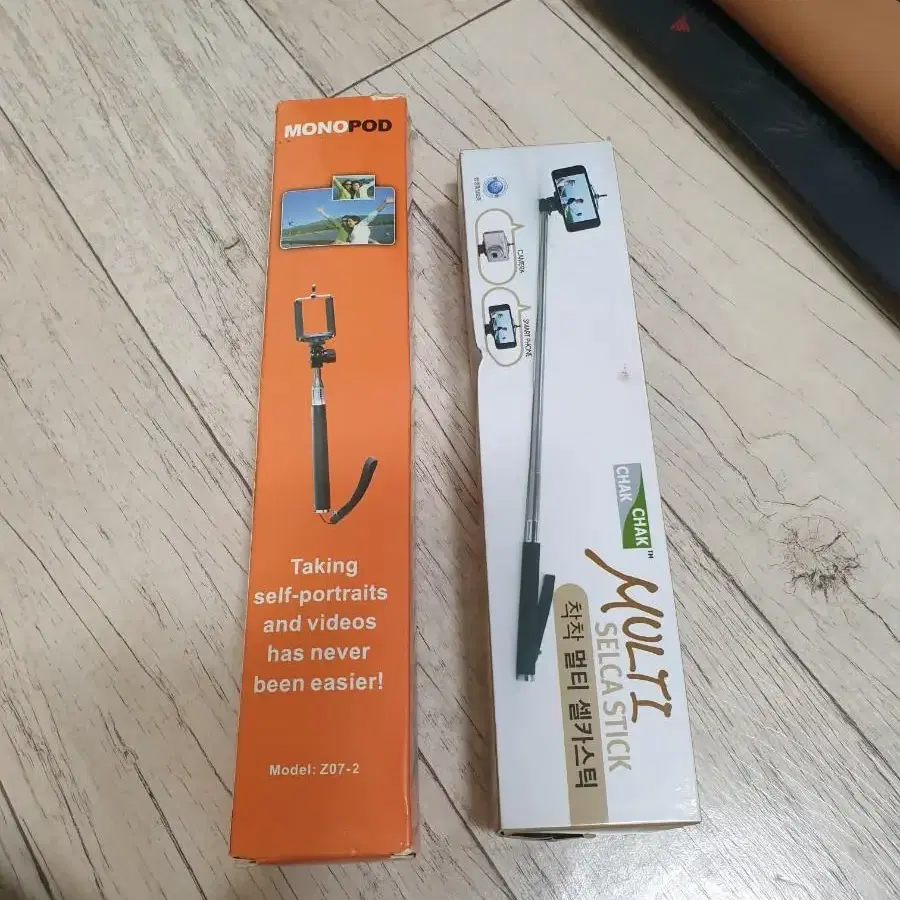 MONOPOD
Taking
self-portraits
and videos
has never
been easier!
Model: Z07-2
CAMERA
SMART PHONE
CHAK
CHAK™
MULTI
SELCA STICK
착착 멀티 셀카스틱